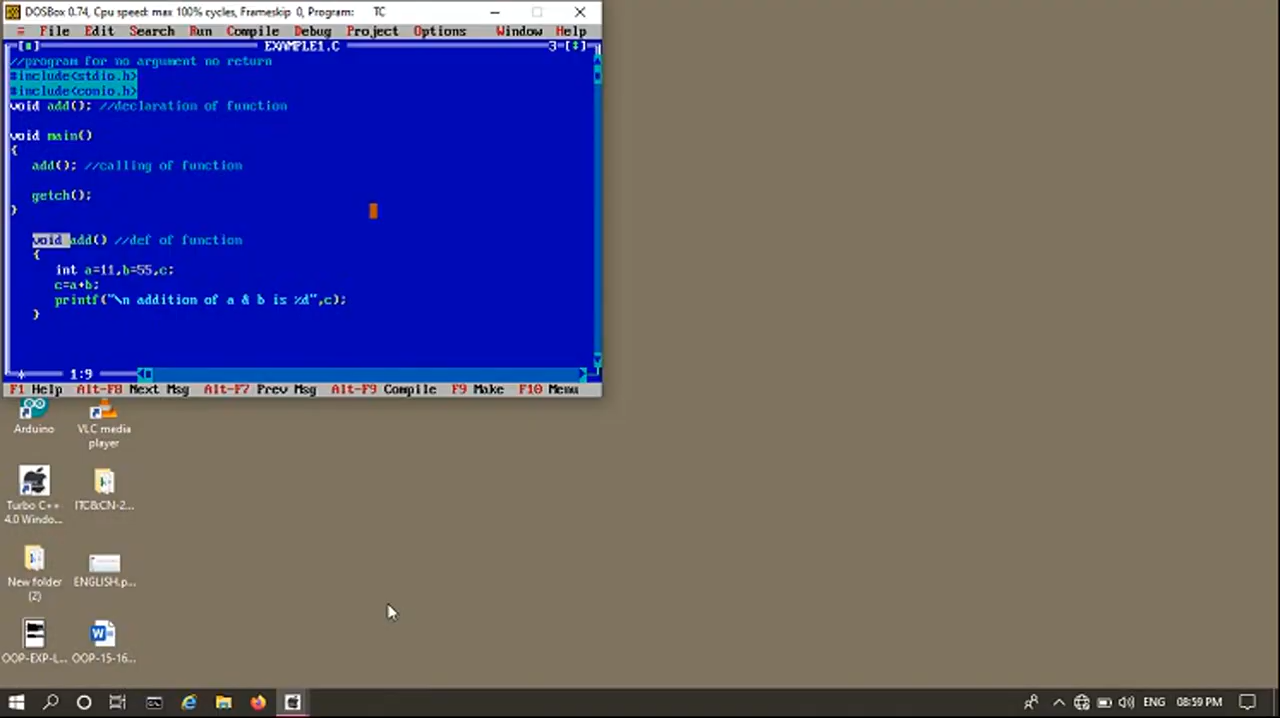 DOSBox 0.74, Cpu speed: max 100% cycles, Frameskip 0, Program: TC
≡ File Edit Search Run Compile Debug Project Options Window Help
[■] EXAMPLE1.C 3=[↕]
//program for no argument no return
#include<stdio.h>
#include<conio.h>
void add(); //declaration of function
void main()
{
add(); //calling of function
getch();
}
void add() //def of function
{
int a=11,b=55,c;
c=a+b;
printf("\n addition of a & b is %d",c);
}
1:9
F1 Help Alt-F8 Next Msg Alt-F7 Prev Msg Alt-F9 Compile F9 Make F10 Menu
Arduino
VLC media
player
Turbo C++
4.0 Windo...
ITC&CN-2...
New folder
(2)
ENGLISH.p...
OOP-EXP-L...
OOP-15-16...
ENG
08:59 PM